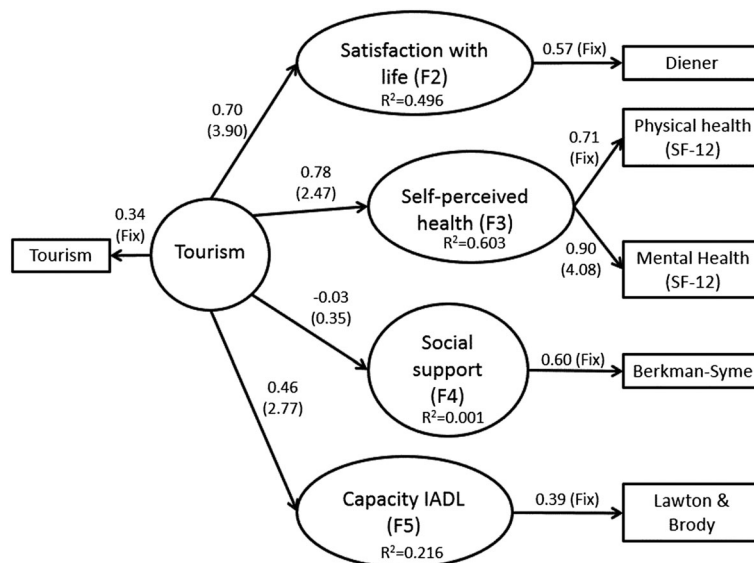 Satisfaction with
life (F2)
R²=0.496
0.57 (Fix)
Diener
0.70
(3.90)
Physical health
(SF-12)
0.71
(Fix)
0.78
(2.47)
Self-perceived
health (F3)
R²=0.603
0.34
(Fix)
Tourism
Tourism
0.90
(4.08)
Mental Health
(SF-12)
-0.03
(0.35)
Social
support
(F4)
R²=0.001
0.60 (Fix)
Berkman-Syme
0.46
(2.77)
Capacity IADL
(F5)
R²=0.216
0.39 (Fix)
Lawton &
Brody